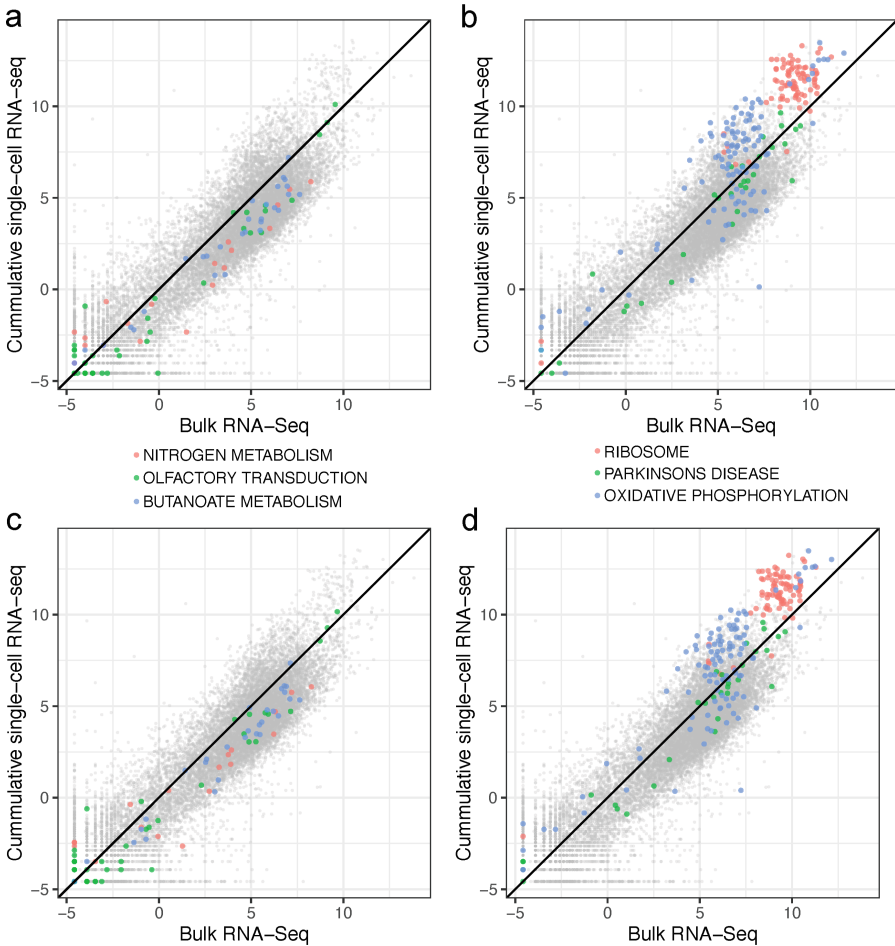 a
b
Cummulative single-cell RNA-seq
10
5
0
−5
−5 0 5 10
Bulk RNA-Seq
Cummulative single-cell RNA-seq
10
5
0
−5
−5 0 5 10
Bulk RNA-Seq
NITROGEN METABOLISM
OLFACTORY TRANSDUCTION
BUTANOATE METABOLISM
RIBOSOME
PARKINSONS DISEASE
OXIDATIVE PHOSPHORYLATION
c
d
Cummulative single-cell RNA-seq
10
5
0
−5
−5 0 5 10
Bulk RNA-Seq
Cummulative single-cell RNA-seq
10
5
0
−5
−5 0 5 10
Bulk RNA-Seq